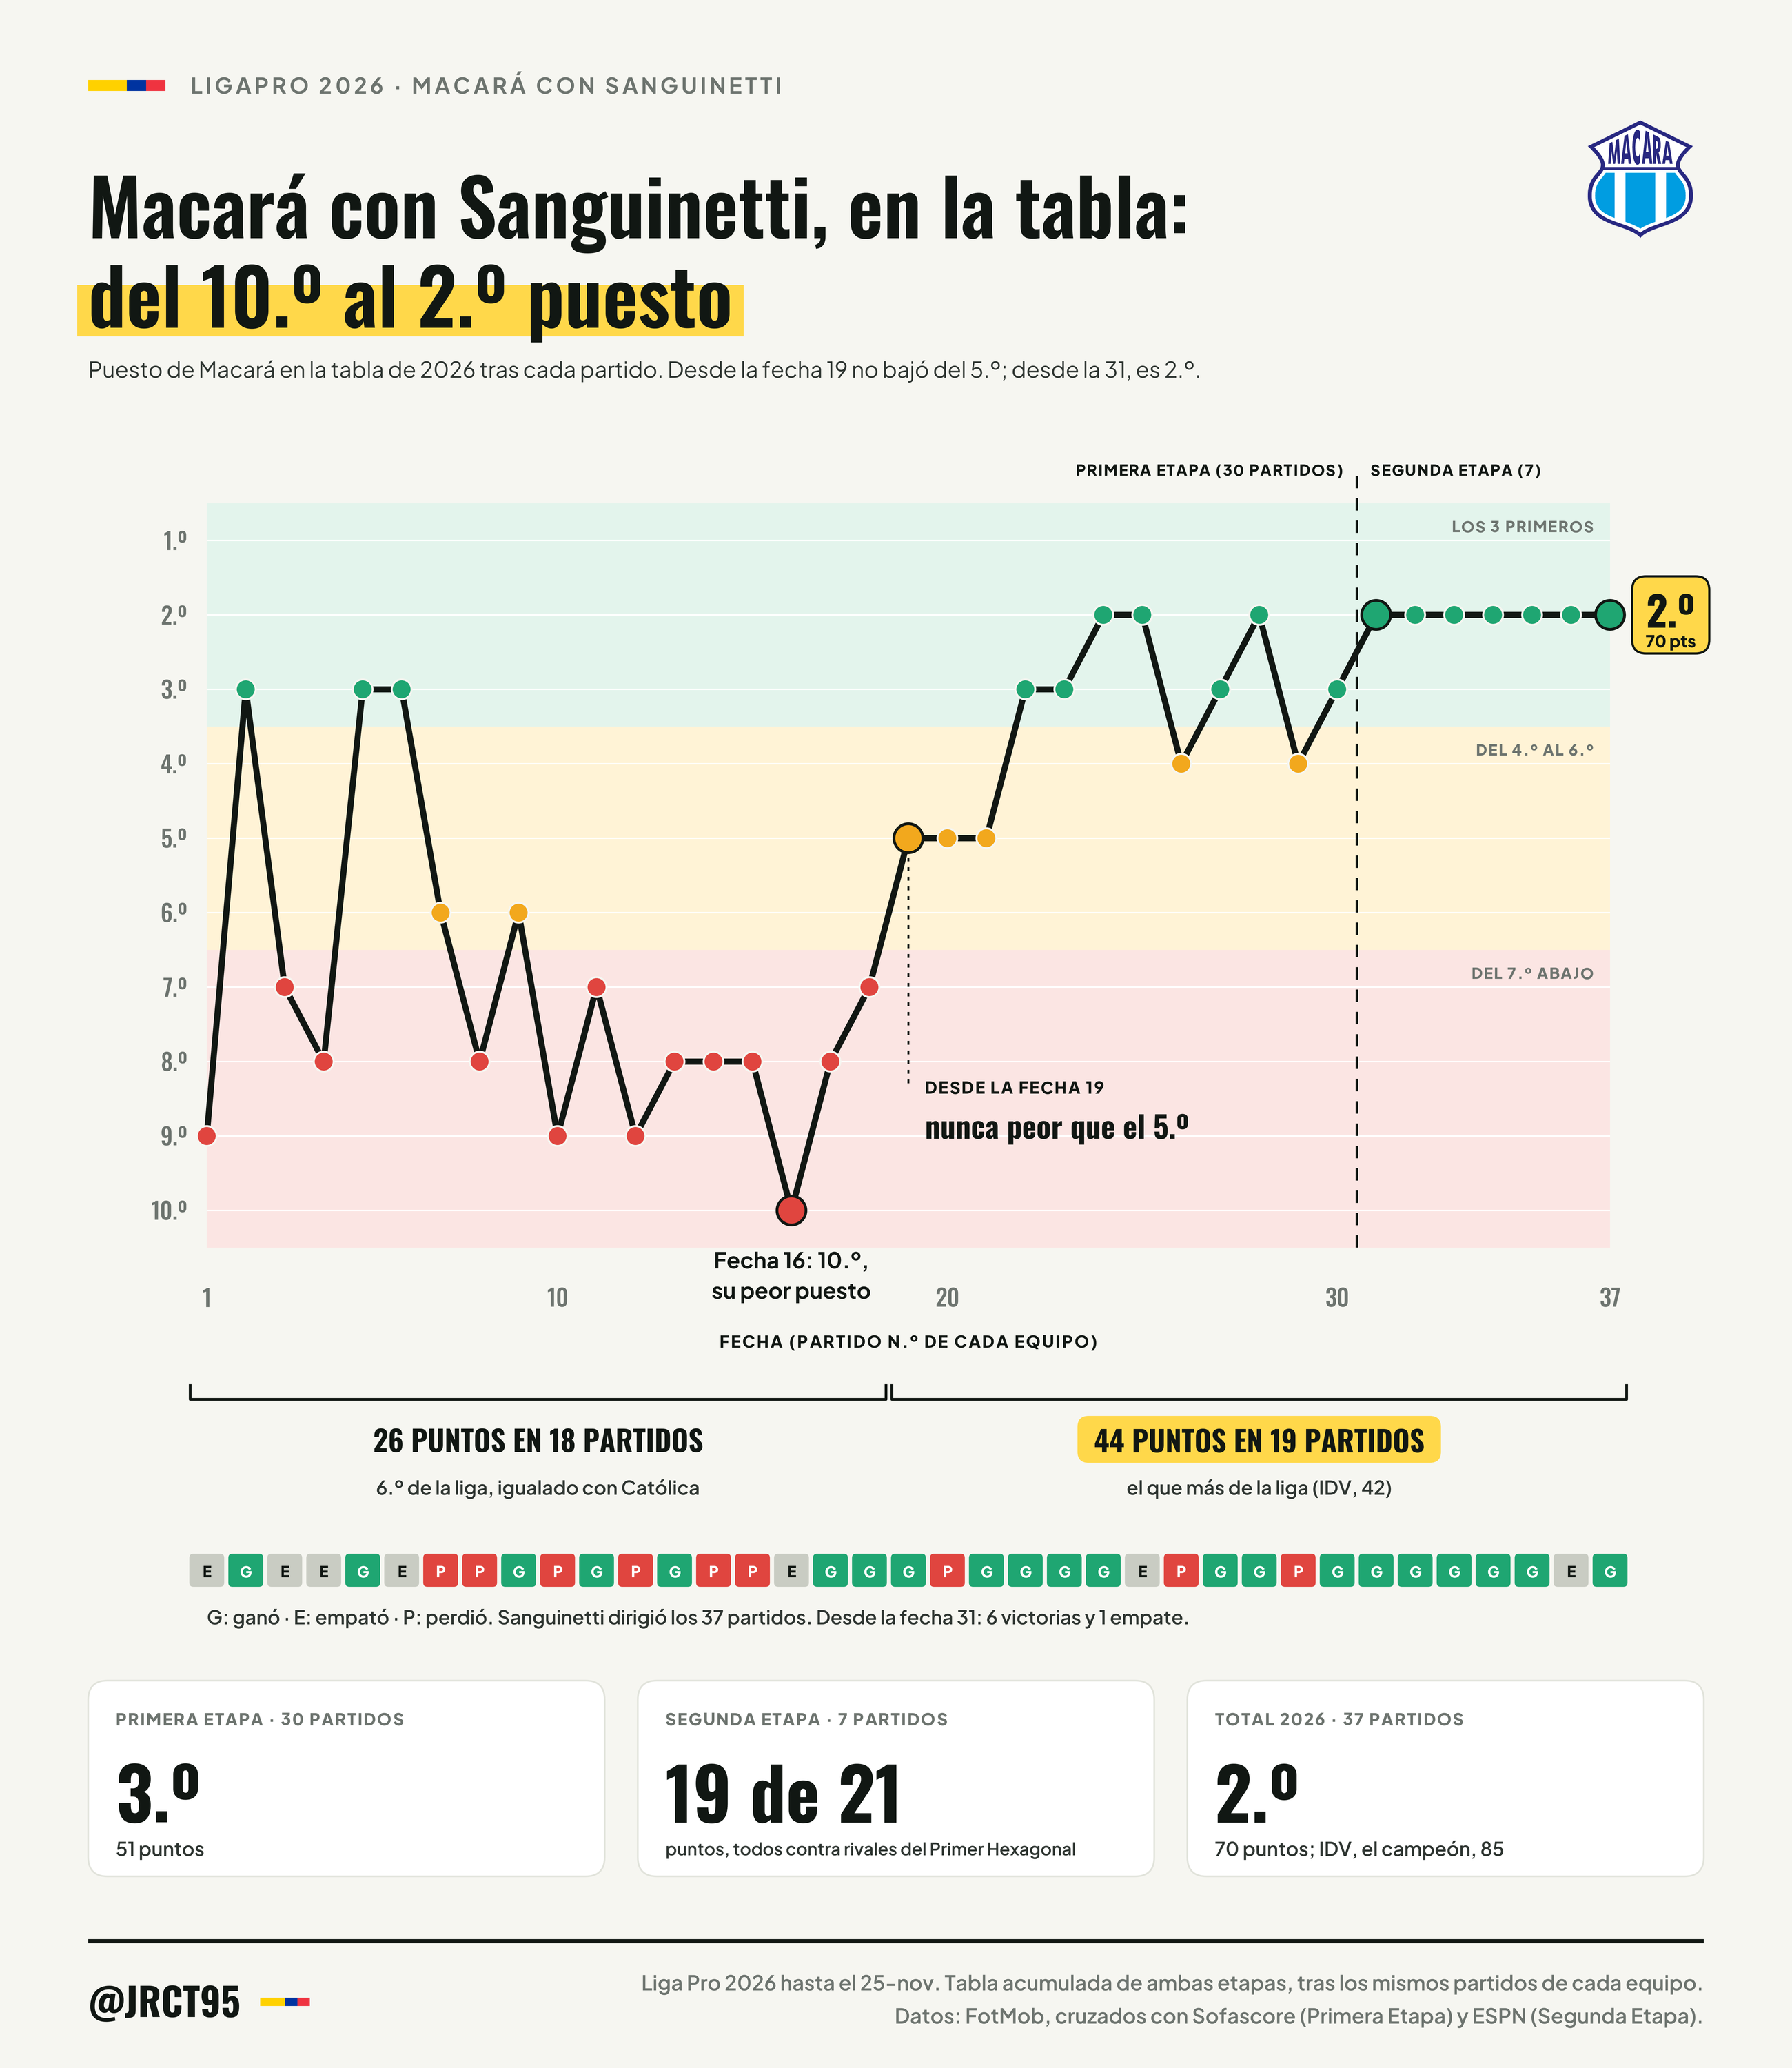 LIGAPRO 2026 · MACARÁ CON SANGUINETTI
MACARA
Macará con Sanguinetti, en la tabla:
del 10.º al 2.º puesto
Puesto de Macará en la tabla de 2026 tras cada partido. Desde la fecha 19 no bajó del 5.º; desde la 31, es 2.º.
PRIMERA ETAPA (30 PARTIDOS)
SEGUNDA ETAPA (7)
LOS 3 PRIMEROS
1.º
2.º
2.º
70 pts
3.º
DEL 4.º AL 6.º
4.º
5.º
6.º
DEL 7.º ABAJO
7.º
8.º
DESDE LA FECHA 19
nunca peor que el 5.º
9.º
10.º
Fecha 16: 10.º,
su peor puesto
1 10 20 30 37
FECHA (PARTIDO N.º DE CADA EQUIPO)
26 PUNTOS EN 18 PARTIDOS
6.º de la liga, igualado con Católica
44 PUNTOS EN 19 PARTIDOS
el que más de la liga (IDV, 42)
E G E E G E P P G P G P G P P E G G G P G G G G E P G G P G G G G G G E G
G: ganó · E: empató · P: perdió. Sanguinetti dirigió los 37 partidos. Desde la fecha 31: 6 victorias y 1 empate.
PRIMERA ETAPA · 30 PARTIDOS
3.º
51 puntos
SEGUNDA ETAPA · 7 PARTIDOS
19 de 21
puntos, todos contra rivales del Primer Hexagonal
TOTAL 2026 · 37 PARTIDOS
2.º
70 puntos; IDV, el campeón, 85
@JRCT95
Liga Pro 2026 hasta el 25-nov. Tabla acumulada de ambas etapas, tras los mismos partidos de cada equipo.
Datos: FotMob, cruzados con Sofascore (Primera Etapa) y ESPN (Segunda Etapa).